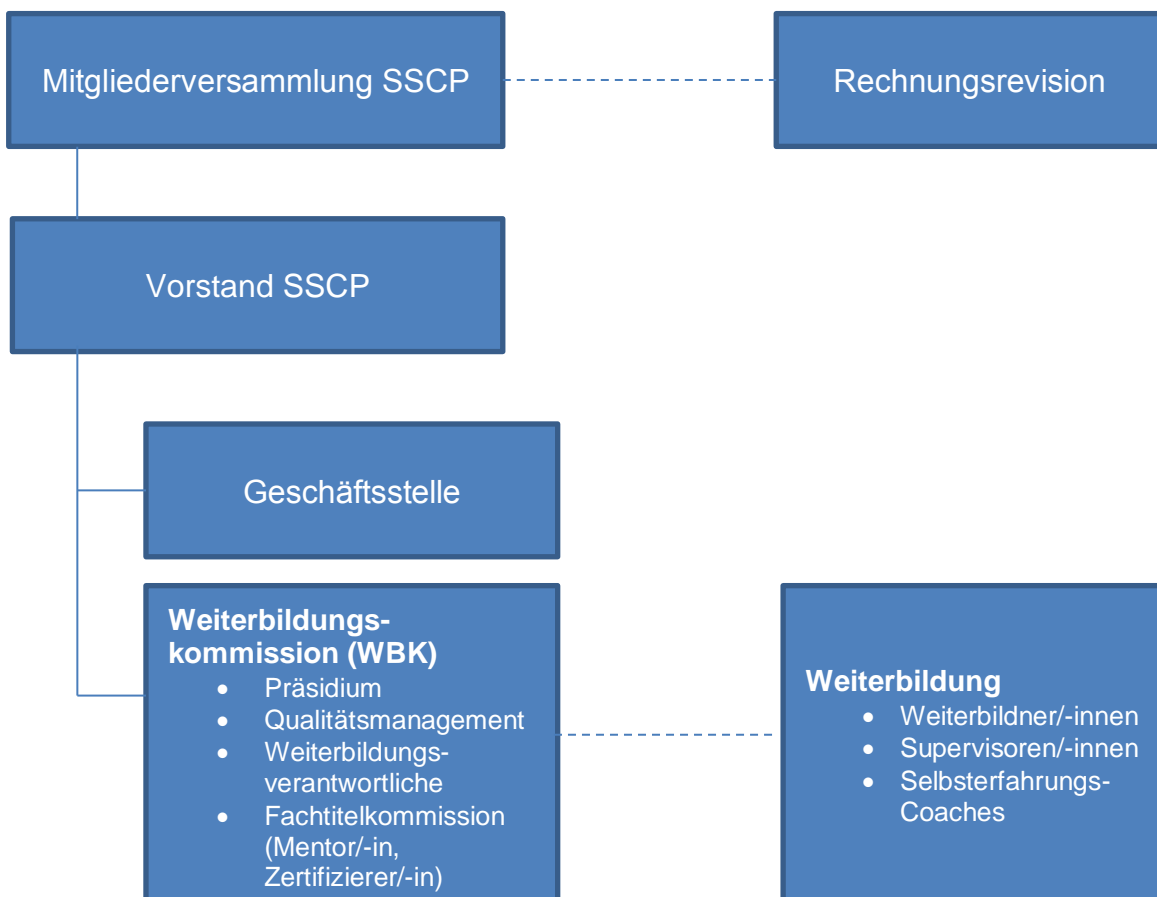 Mitgliederversammlung SSCP
Rechnungsrevision
Vorstand SSCP
Geschäftsstelle
Weiterbildungs-
kommission (WBK)
• Präsidium
• Qualitätsmanagement
• Weiterbildungs-
verantwortliche
• Fachtitelkommission
(Mentor/-in,
Zertifizierer/-in)
Weiterbildung
• Weiterbildner/-innen
• Supervisoren/-innen
• Selbsterfahrungs-
Coaches